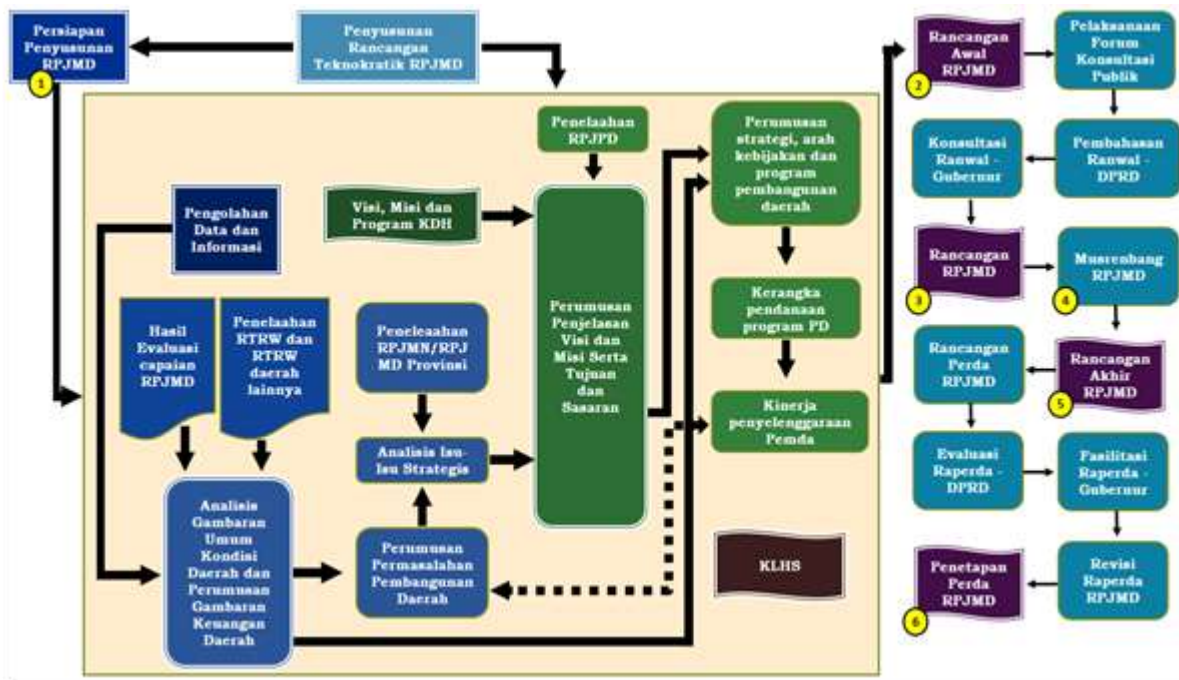 Persiapan
Penyusunan
RPJMD
1
Penyusunan
Rancangan
Teknokratik RPJMD
Penelaahan
RPJPD
Visi, Misi dan
Program KDH
Pengolahan
Data dan
Informasi
Hasil
Evaluasi
capaian
RPJMD
Penelaahan
RTRW dan
RTRW
daerah
lainnya
Peneleaahan
RPJMN/RPJ
MD Provinsi
Analisis Isu-
Isu Strategis
Analisis
Gambaran
Umum
Kondisi
Daerah dan
Perumusan
Gambaran
Keuangan
Daerah
Perumusan
Permasalahan
Pembangunan
Daerah
Perumusan
Penjelasan
Visi dan
Misi Serta
Tujuan
dan
Sasaran
Perumusan
strategi, arah
kebijakan dan
program
pembangunan
daerah
Kerangka
pendanaan
program PD
Kinerja
penyelenggaraan
Pemda
KLHS
Rancangan
Awal
RPJMD
2
Pelaksanaan
Forum
Konsultasi
Publik
Konsultasi
Ranwal -
Gubernur
Pembahasan
Ranwal -
DPRD
Rancangan
RPJMD
3
Musrenbang
RPJMD
4
Rancangan
Perda
RPJMD
Rancangan
Akhir
RPJMD
5
Evaluasi
Raperda -
DPRD
Fasilitasi
Raperda -
Gubernur
Penetapan
Perda
RPJMD
6
Revisi
Raperda
RPJMD